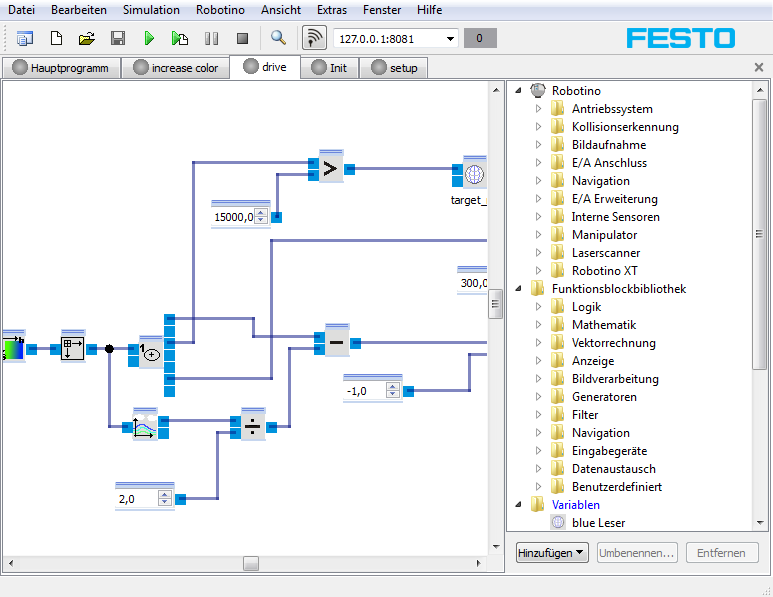 Datei Bearbeiten Simulation Robotino Ansicht Extras Fenster Hilfe
127.0.0.1:8081 0 FESTO
Hauptprogramm increase color drive Init setup
Robotino
Antriebssystem
Kollisionserkennung
Bildaufnahme
E/A Anschluss
Navigation
E/A Erweiterung
Interne Sensoren
Manipulator
Laserscanner
Robotino XT
Funktionsblockbibliothek
Logik
Mathematik
Vektorrechnung
Anzeige
Bildverarbeitung
Generatoren
Filter
Navigation
Eingabegeräte
Datenaustausch
Benutzerdefiniert
Variablen
blue Leser
Hinzufügen Umbenennen... Entfernen
>
target_
15000,0
300,0
1
−
-1,0
÷
2,0